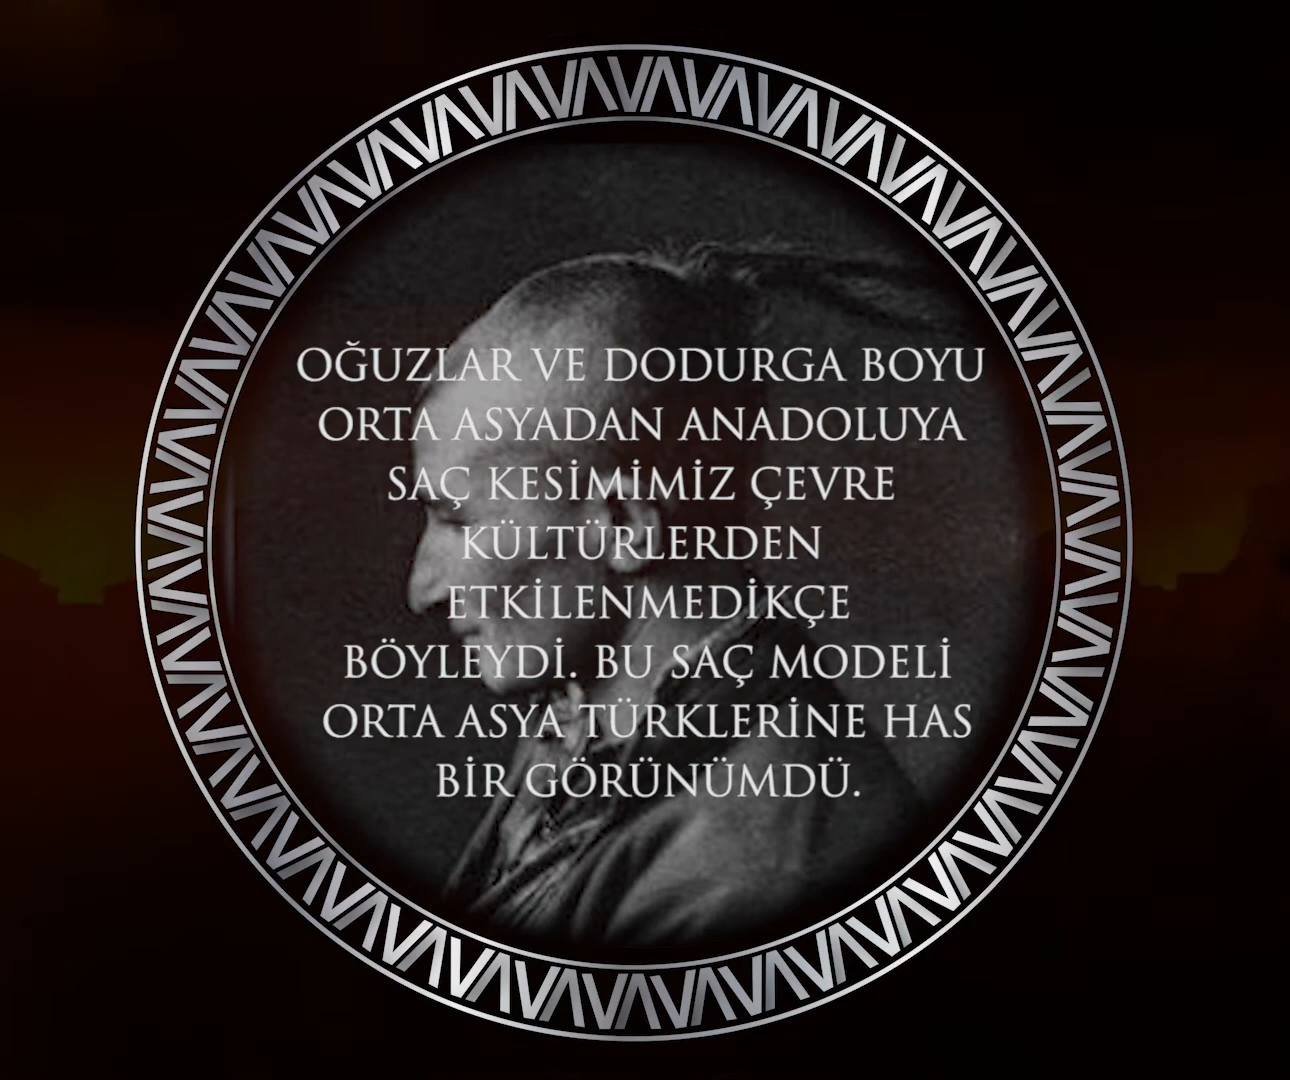 OĞUZLAR VE DODURGA BOYU
ORTA ASYADAN ANADOLUYA
SAÇ KESİMİMİZ ÇEVRE
KÜLTÜRLERDEN
ETKİLENMEDİKÇE
BÖYLEYDİ. BU SAÇ MODELİ
ORTA ASYA TÜRKLERİNE HAS
BİR GÖRÜNÜMDÜ.